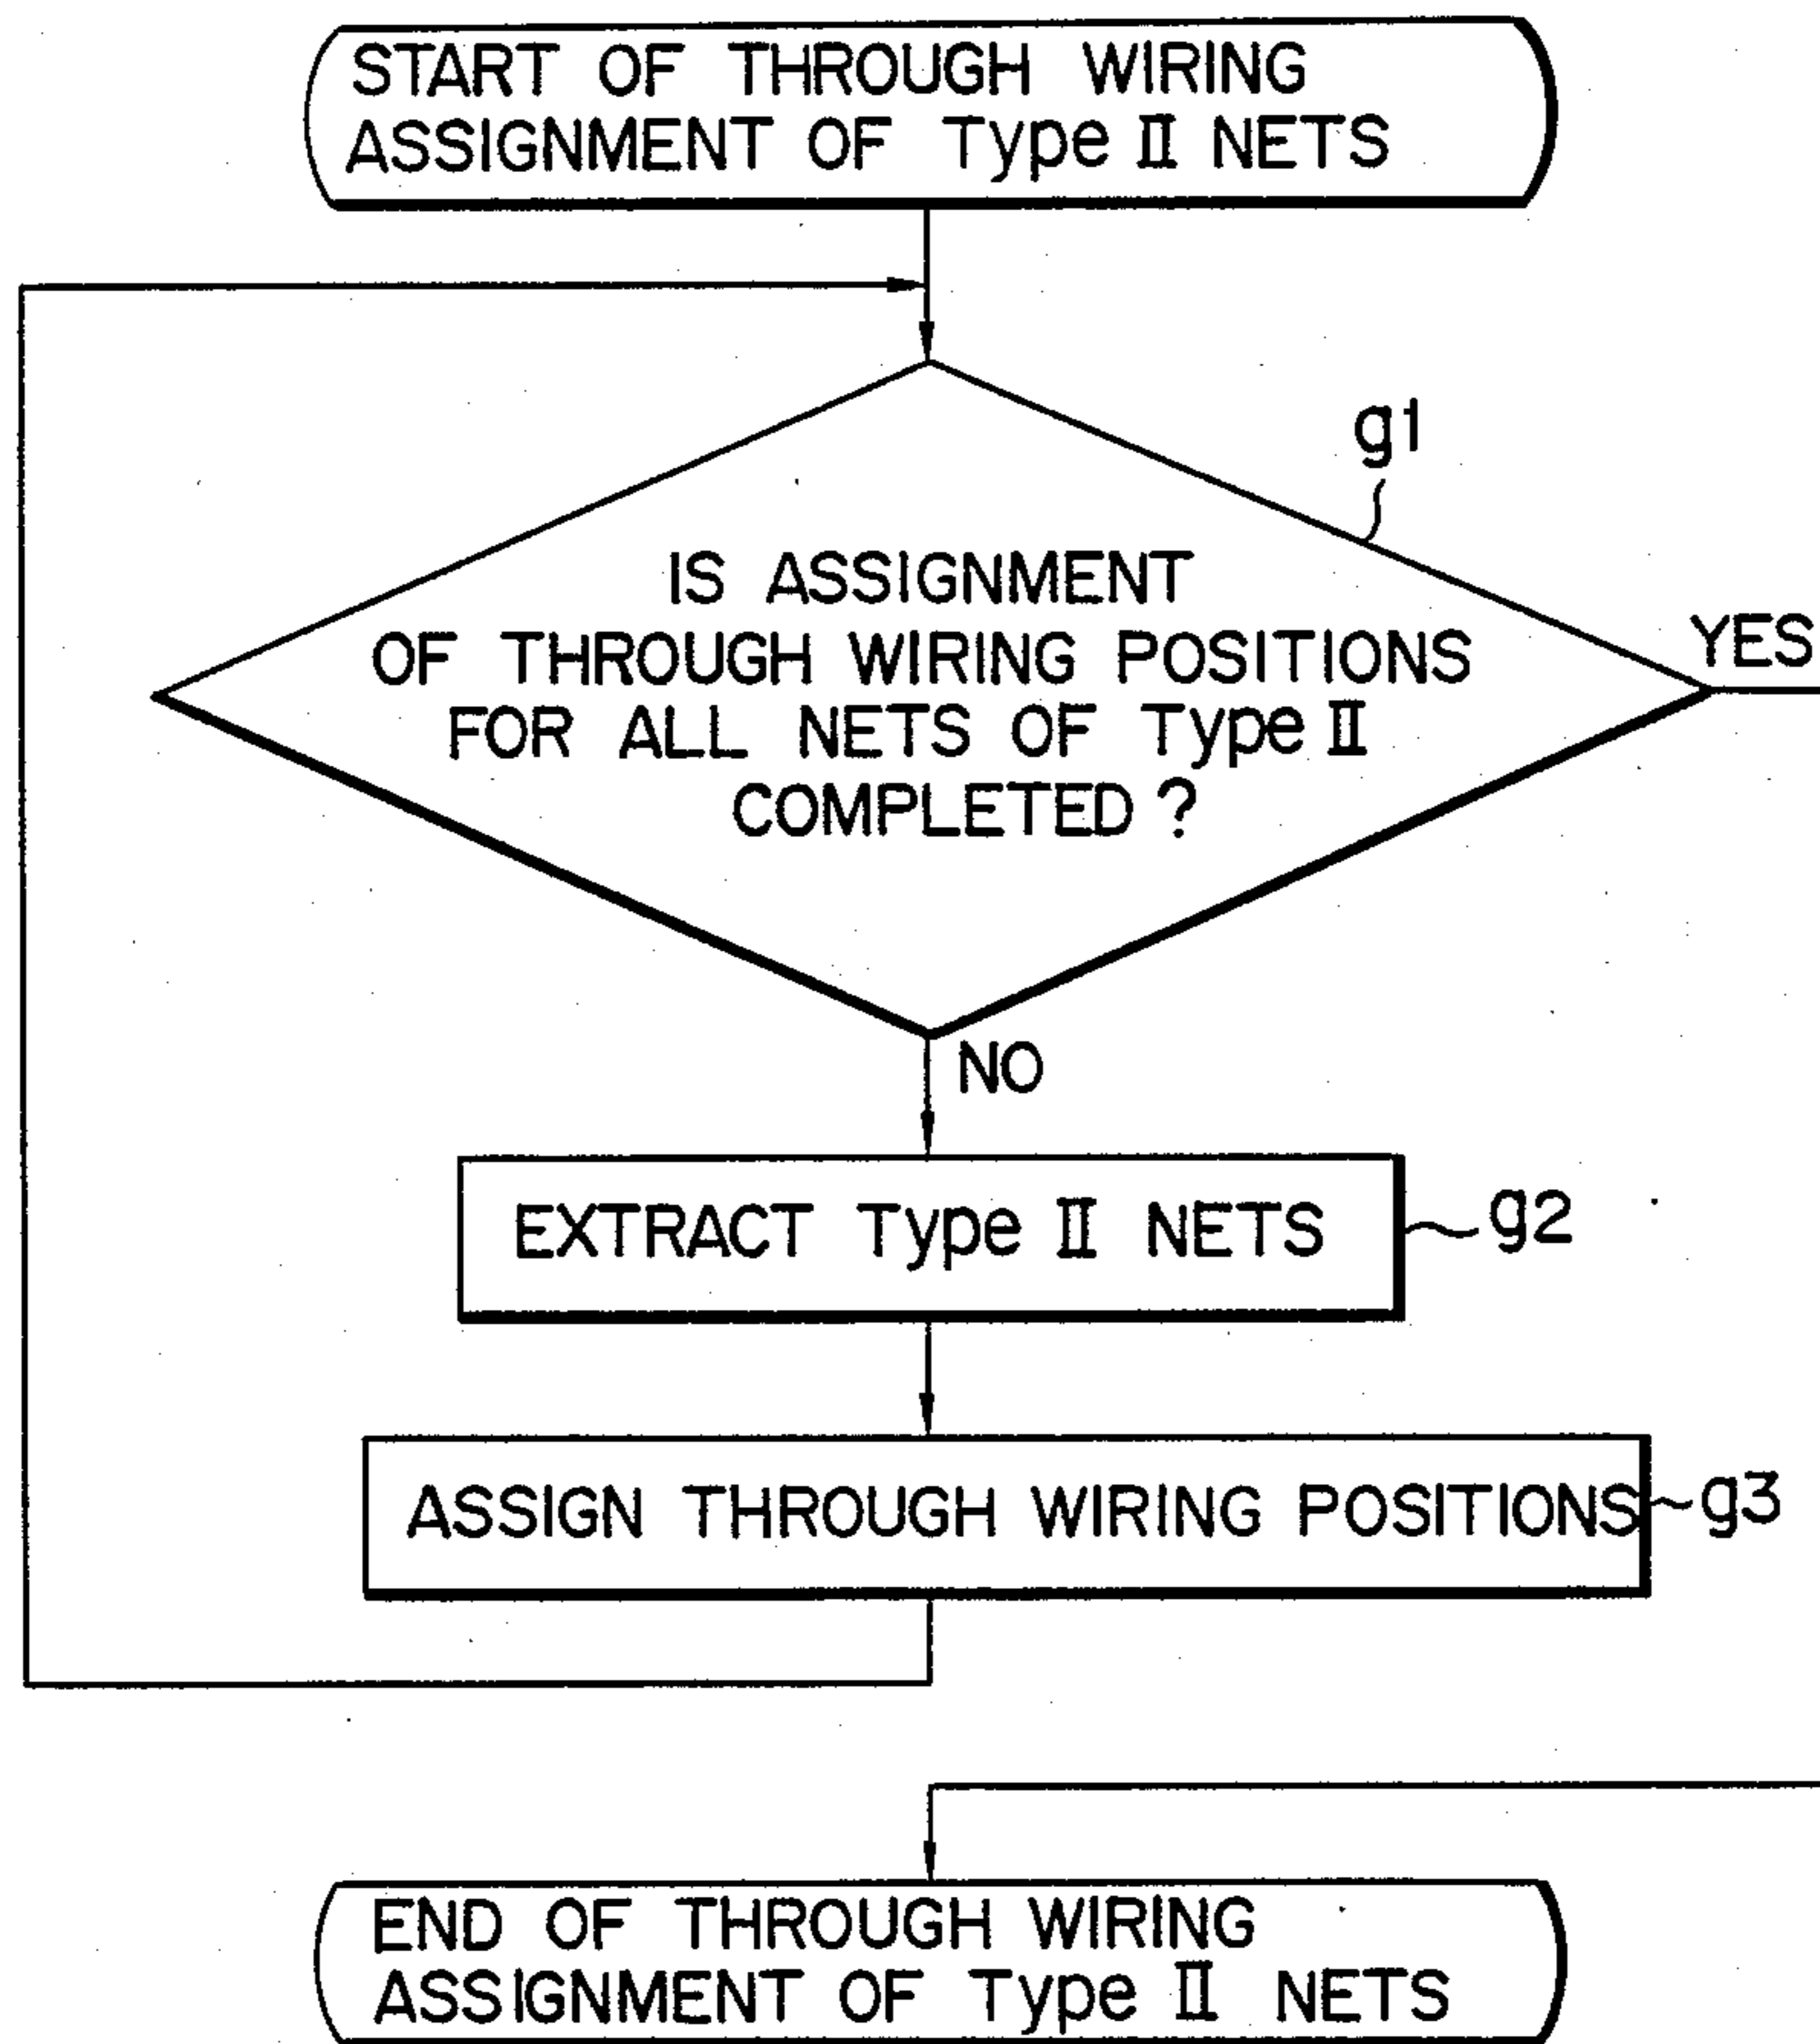 START OF THROUGH WIRING
ASSIGNMENT OF Type II NETS
g1
IS ASSIGNMENT
OF THROUGH WIRING POSITIONS
FOR ALL NETS OF Type II
COMPLETED ?
YES
NO
EXTRACT Type II NETS
g2
ASSIGN THROUGH WIRING POSITIONS
g3
END OF THROUGH WIRING
ASSIGNMENT OF Type II NETS